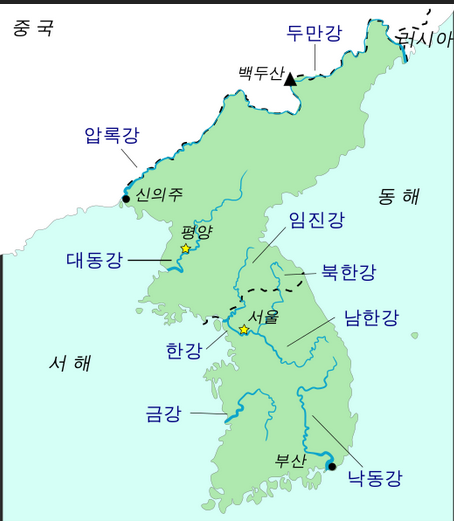 중 국
두만강
러시아
백두산
압록강
신의주
동 해
임진강
평양
대동강
북한강
서울
남한강
한강
서 해
금강
부산
낙동강